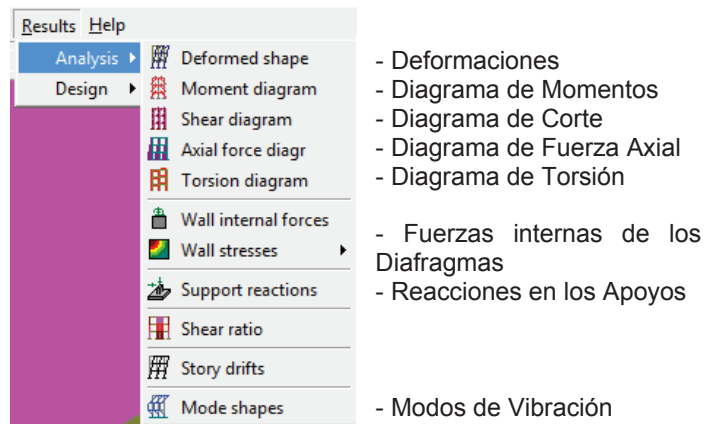 Results Help
Analysis Deformed shape - Deformaciones
Design Moment diagram - Diagrama de Momentos
Shear diagram - Diagrama de Corte
Axial force diagr - Diagrama de Fuerza Axial
Torsion diagram - Diagrama de Torsión
Wall internal forces - Fuerzas internas de los
Wall stresses Diafragmas
Support reactions - Reacciones en los Apoyos
Shear ratio
Story drifts
Mode shapes - Modos de Vibración